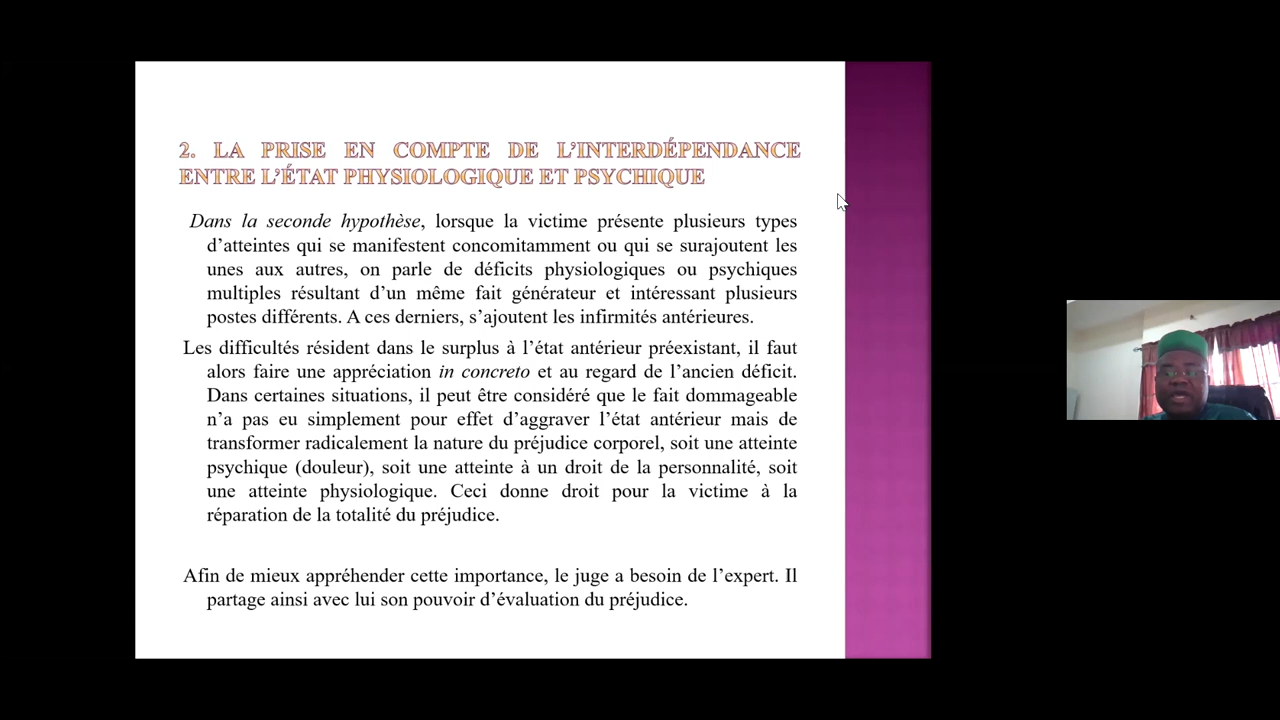 2. LA PRISE EN COMPTE DE L’INTERDÉPENDANCE
ENTRE L’ÉTAT PHYSIOLOGIQUE ET PSYCHIQUE
Dans la seconde hypothèse, lorsque la victime présente plusieurs types
d’atteintes qui se manifestent concomitamment ou qui se surajoutent les
unes aux autres, on parle de déficits physiologiques ou psychiques
multiples résultant d’un même fait générateur et intéressant plusieurs
postes différents. A ces derniers, s’ajoutent les infirmités antérieures.
Les difficultés résident dans le surplus à l’état antérieur préexistant, il faut
alors faire une appréciation in concreto et au regard de l’ancien déficit.
Dans certaines situations, il peut être considéré que le fait dommageable
n’a pas eu simplement pour effet d’aggraver l’état antérieur mais de
transformer radicalement la nature du préjudice corporel, soit une atteinte
psychique (douleur), soit une atteinte à un droit de la personnalité, soit
une atteinte physiologique. Ceci donne droit pour la victime à la
réparation de la totalité du préjudice.
Afin de mieux appréhender cette importance, le juge a besoin de l’expert. Il
partage ainsi avec lui son pouvoir d’évaluation du préjudice.